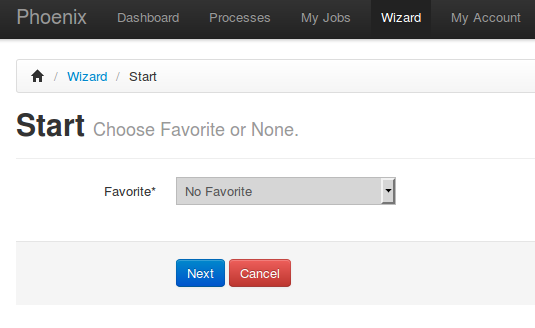 Phoenix Dashboard Processes My Jobs Wizard My Account
/ Wizard / Start
Start Choose Favorite or None.
Favorite* No Favorite
Next Cancel